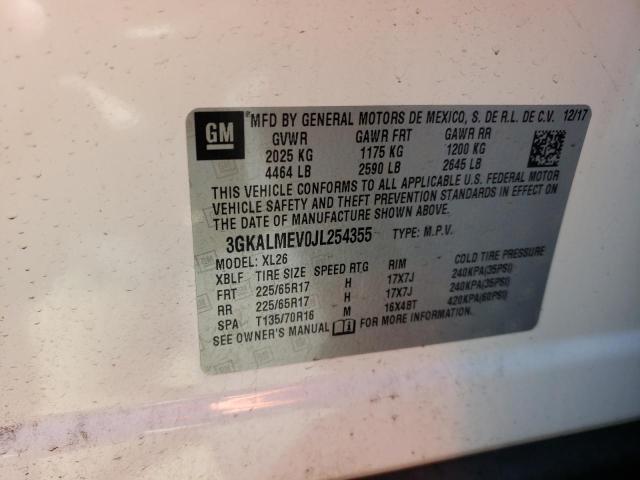 GM MFD BY GENERAL MOTORS DE MEXICO, S. DE R.L. DE C.V. 12/17
GVWR GAWR FRT GAWR RR
2025 KG 1175 KG 1200 KG
4464 LB 2590 LB 2645 LB
THIS VEHICLE CONFORMS TO ALL APPLICABLE U.S. FEDERAL MOTOR
VEHICLE SAFETY AND THEFT PREVENTION STANDARDS IN EFFECT ON
THE DATE OF MANUFACTURE SHOWN ABOVE.
3GKALMEV0JL254355 TYPE: M.P.V.
MODEL: XL26
XBLF TIRE SIZE SPEED RTG RIM COLD TIRE PRESSURE
FRT 225/65R17 H 17X7J 240KPA(35PSI)
RR 225/65R17 H 17X7J 240KPA(35PSI)
SPA T135/70R16 M 16X4BT 420KPA(60PSI)
SEE OWNER'S MANUAL FOR MORE INFORMATION.